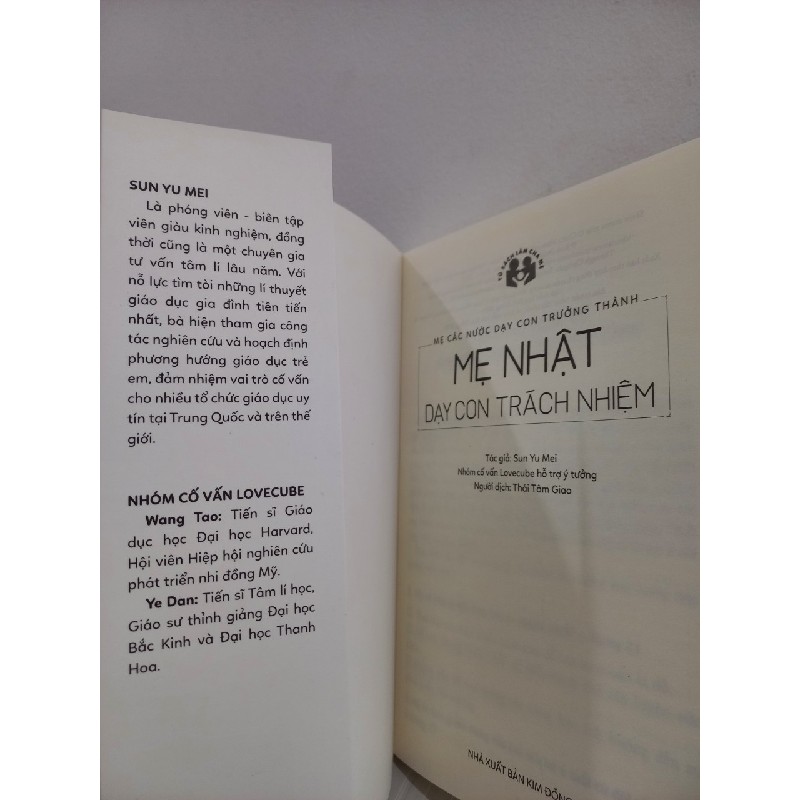 SUN YU MEI
Là phóng viên - biên tập
viên giàu kinh nghiệm, đồng
thời cũng là một chuyên gia
tư vấn tâm lí lâu năm. Với
nỗ lực tìm tòi những lí thuyết
giáo dục gia đình tiên tiến
nhất, bà hiện tham gia công
tác nghiên cứu và hoạch định
phương hướng giáo dục trẻ
em, đảm nhiệm vai trò cố vấn
cho nhiều tổ chức giáo dục uy
tín tại Trung Quốc và trên thế
giới.
NHÓM CỐ VẤN LOVECUBE
Wang Tao: Tiến sĩ Giáo
dục học Đại học Harvard,
Hội viên Hiệp hội nghiên cứu
phát triển nhi đồng Mỹ.
Ye Dan: Tiến sĩ Tâm lí học,
Giáo sư thỉnh giảng Đại học
Bắc Kinh và Đại học Thanh
Hoa.
TỦ SÁCH LÀM CHA MẸ
MẸ CÁC NƯỚC DẠY CON TRƯỞNG THÀNH
MẸ NHẬT
DẠY CON TRÁCH NHIỆM
Tác giả: Sun Yu Mei
Nhóm cố vấn Lovecube hỗ trợ ý tưởng
Người dịch: Thái Tâm Giao
NHÀ XUẤT BẢN KIM ĐỒNG